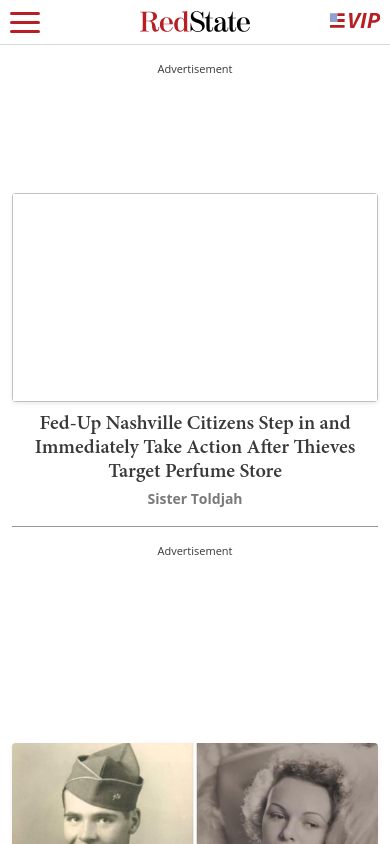 RedState
VIP
Advertisement
Fed-Up Nashville Citizens Step in and
Immediately Take Action After Thieves
Target Perfume Store
Sister Toldjah
Advertisement